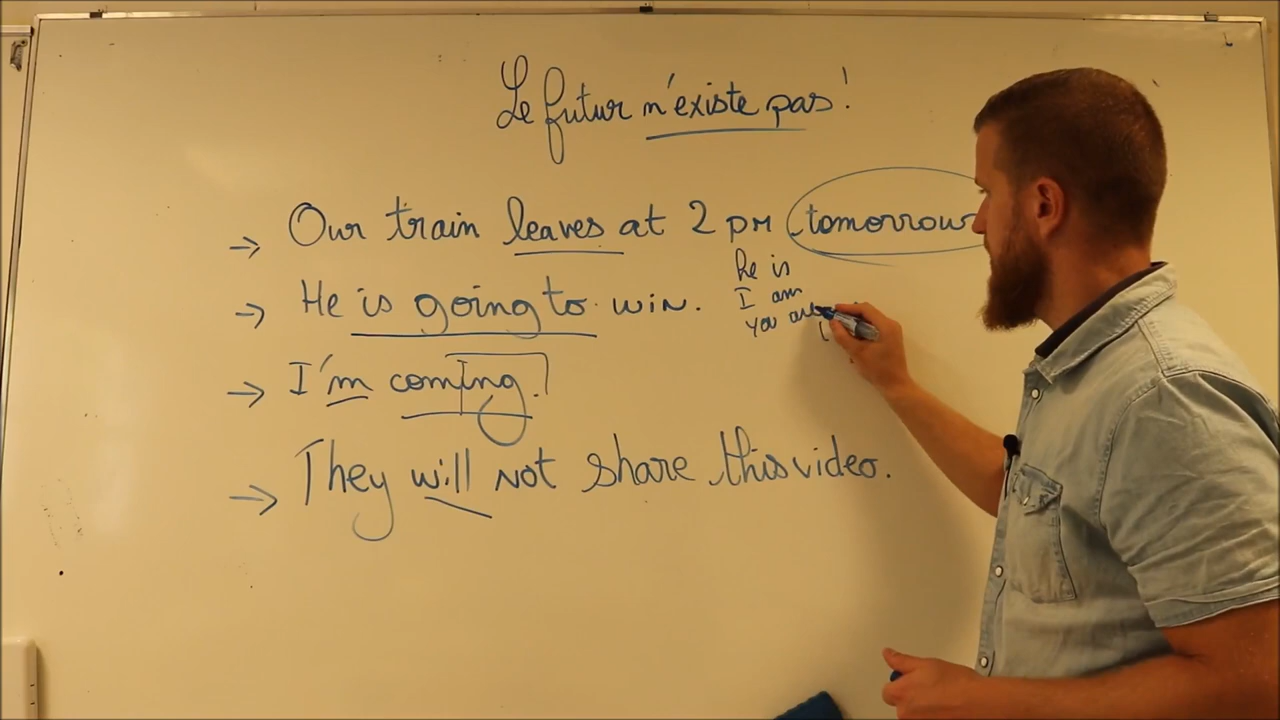 Le futur n'existe pas!
→ Our train leaves at 2 pm tomorrow
→ He is going to win.
he is
I am
you are
→ I'm coming!
→ They will not share this video.